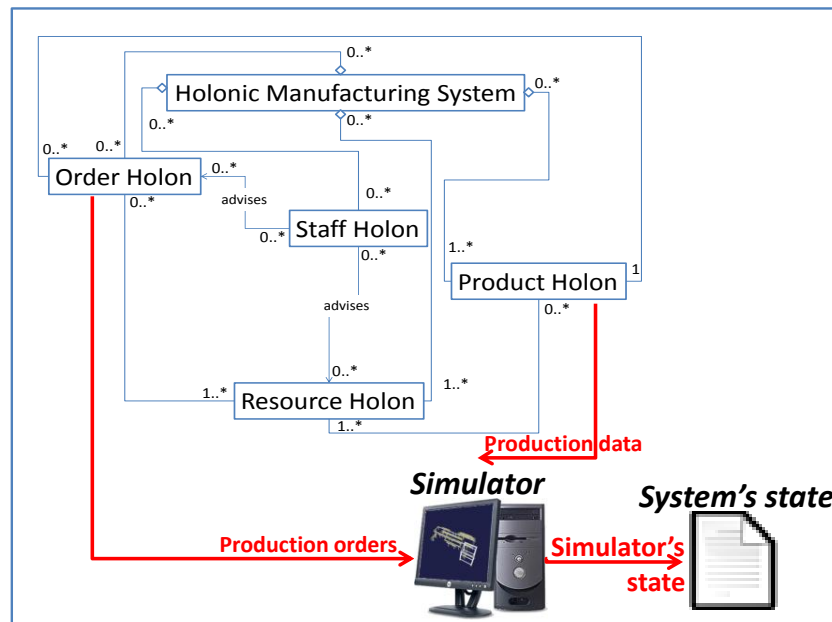 0..*
0..*
Holonic Manufacturing System
0..*
0..*
0..*
0..*
0..*
Order Holon
0..*
0..*
advises
0..*
0..*
Staff Holon
0..*
1..*
1
Product Holon
0..*
advises
0..*
1..*
1..*
Resource Holon
1..*
Production data
Simulator
System's state
Production orders
Simulator's
state